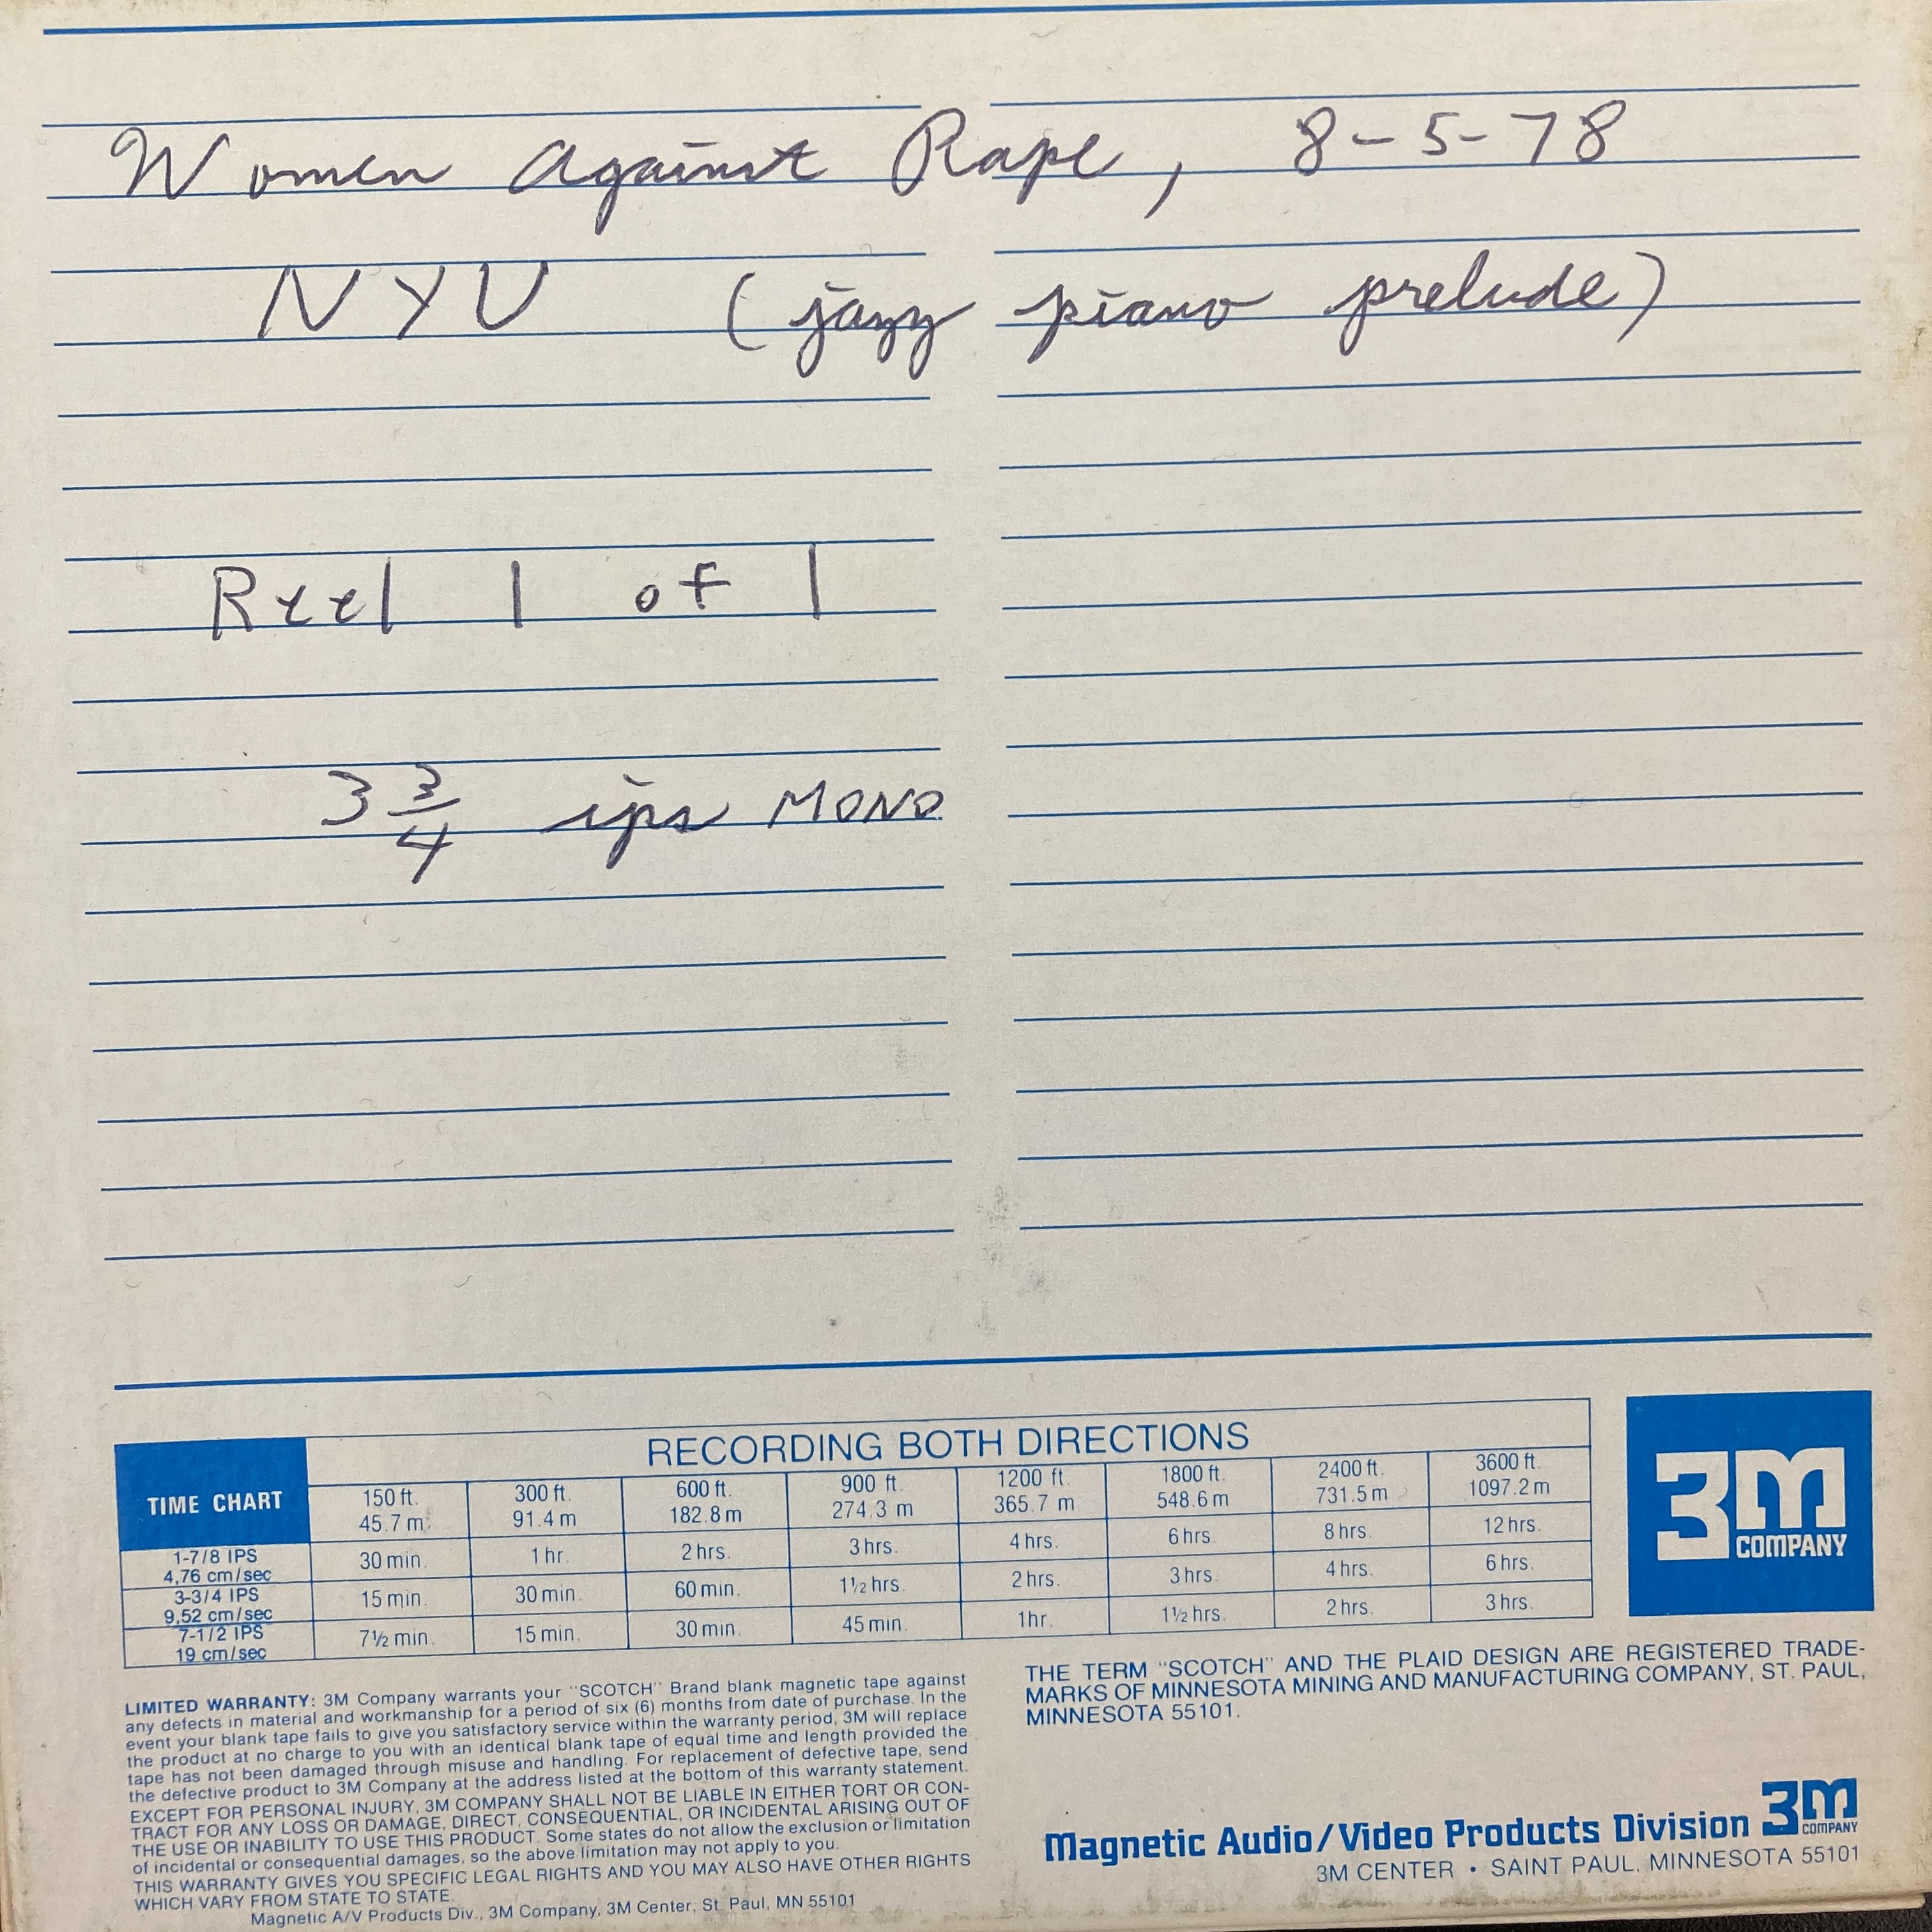 Women Against Rape, 8-5-78
NYU (jazz piano prelude)
Reel 1 of 1
3 3/4 ips MONO
TIME CHART
RECORDING BOTH DIRECTIONS
150 ft. 300 ft. 600 ft. 900 ft. 1200 ft. 1800 ft. 2400 ft. 3600 ft.
45.7 m. 91.4 m 182.8 m 274.3 m 365.7 m 548.6 m 731.5 m 1097.2 m
1-7/8 IPS
4,76 cm/sec
30 min. 1 hr. 2 hrs. 3 hrs. 4 hrs. 6 hrs. 8 hrs. 12 hrs.
3-3/4 IPS
9,52 cm/sec
15 min. 30 min. 60 min. 1½ hrs. 2 hrs. 3 hrs. 4 hrs. 6 hrs.
7-1/2 IPS
19 cm/sec
7½ min. 15 min. 30 min. 45 min. 1hr. 1½ hrs. 2 hrs. 3 hrs.
3M
COMPANY
LIMITED WARRANTY: 3M Company warrants your "SCOTCH" Brand blank magnetic tape against
any defects in material and workmanship for a period of six (6) months from date of purchase. In the
event your blank tape fails to give you satisfactory service within the warranty period, 3M will replace
the product at no charge to you with an identical blank tape of equal time and length provided the
tape has not been damaged through misuse and handling. For replacement of defective tape, send
the defective product to 3M Company at the address listed at the bottom of this warranty statement.
EXCEPT FOR PERSONAL INJURY, 3M COMPANY SHALL NOT BE LIABLE IN EITHER TORT OR CON-
TRACT FOR ANY LOSS OR DAMAGE, DIRECT, CONSEQUENTIAL, OR INCIDENTAL ARISING OUT OF
THE USE OR INABILITY TO USE THIS PRODUCT. Some states do not allow the exclusion or limitation
of incidental or consequential damages, so the above limitation may not apply to you.
THIS WARRANTY GIVES YOU SPECIFIC LEGAL RIGHTS AND YOU MAY ALSO HAVE OTHER RIGHTS
WHICH VARY FROM STATE TO STATE.
Magnetic A/V Products Div., 3M Company, 3M Center, St. Paul, MN 55101
THE TERM "SCOTCH" AND THE PLAID DESIGN ARE REGISTERED TRADE-
MARKS OF MINNESOTA MINING AND MANUFACTURING COMPANY, ST. PAUL,
MINNESOTA 55101.
Magnetic Audio/Video Products Division 3M COMPANY
3M CENTER • SAINT PAUL, MINNESOTA 55101